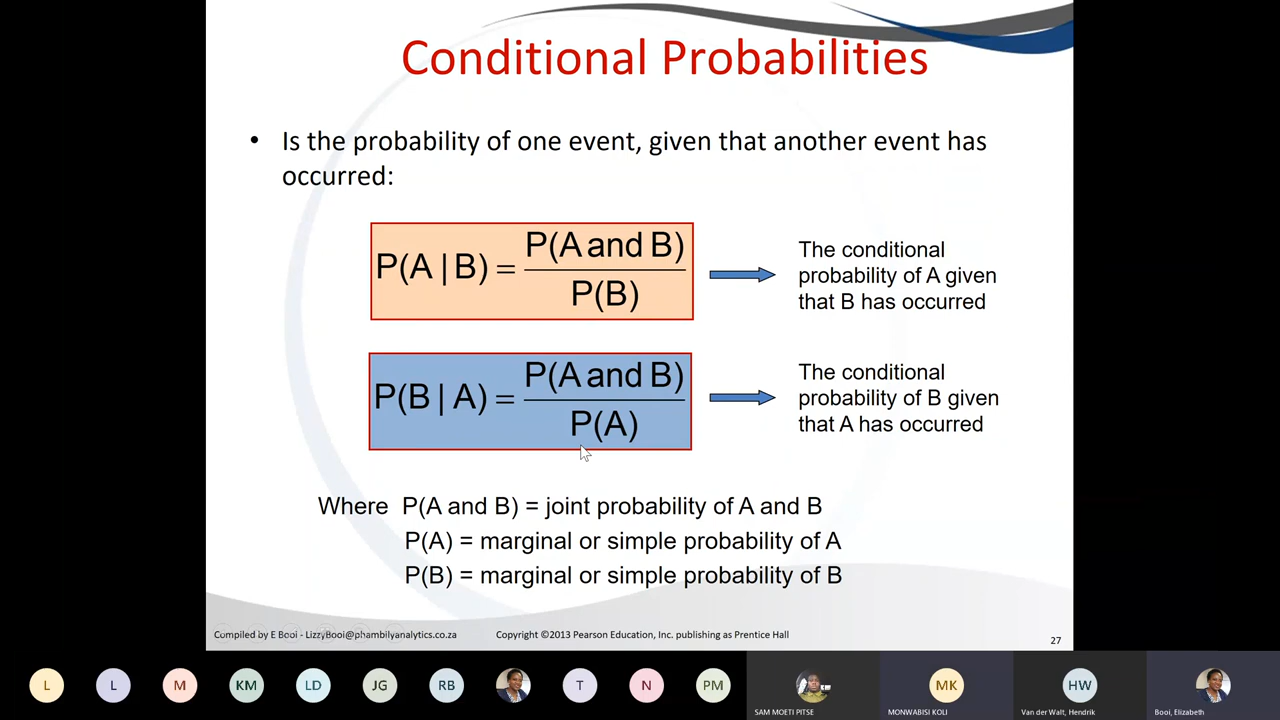 Conditional Probabilities
• Is the probability of one event, given that another event has
occurred:
P(A | B) = P(A and B) / P(B)
The conditional
probability of A given
that B has occurred
P(B | A) = P(A and B) / P(A)
The conditional
probability of B given
that A has occurred
Where P(A and B) = joint probability of A and B
P(A) = marginal or simple probability of A
P(B) = marginal or simple probability of B
Compiled by E Booi - LizzyBooi@phambilyanalytics.co.za
Copyright ©2013 Pearson Education, Inc. publishing as Prentice Hall
27
L
L
M
KM
LD
JG
RB
T
N
PM
MK
HW
SAM MOETI PITSE
MONWABISI KOLI
Van der Walt, Hendrik
Booi, Elizabeth